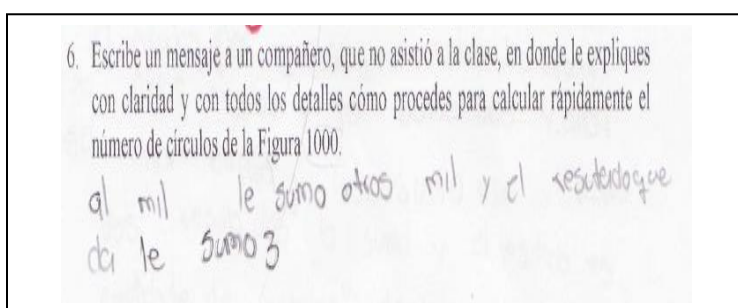 6. Escribe un mensaje a un compañero, que no asistió a la clase, en donde le expliques
con claridad y con todos los detalles cómo procedes para calcular rápidamente el
número de círculos de la Figura 1000.
al mil le sumo otros mil y el resuterdo que
da le sumo 3